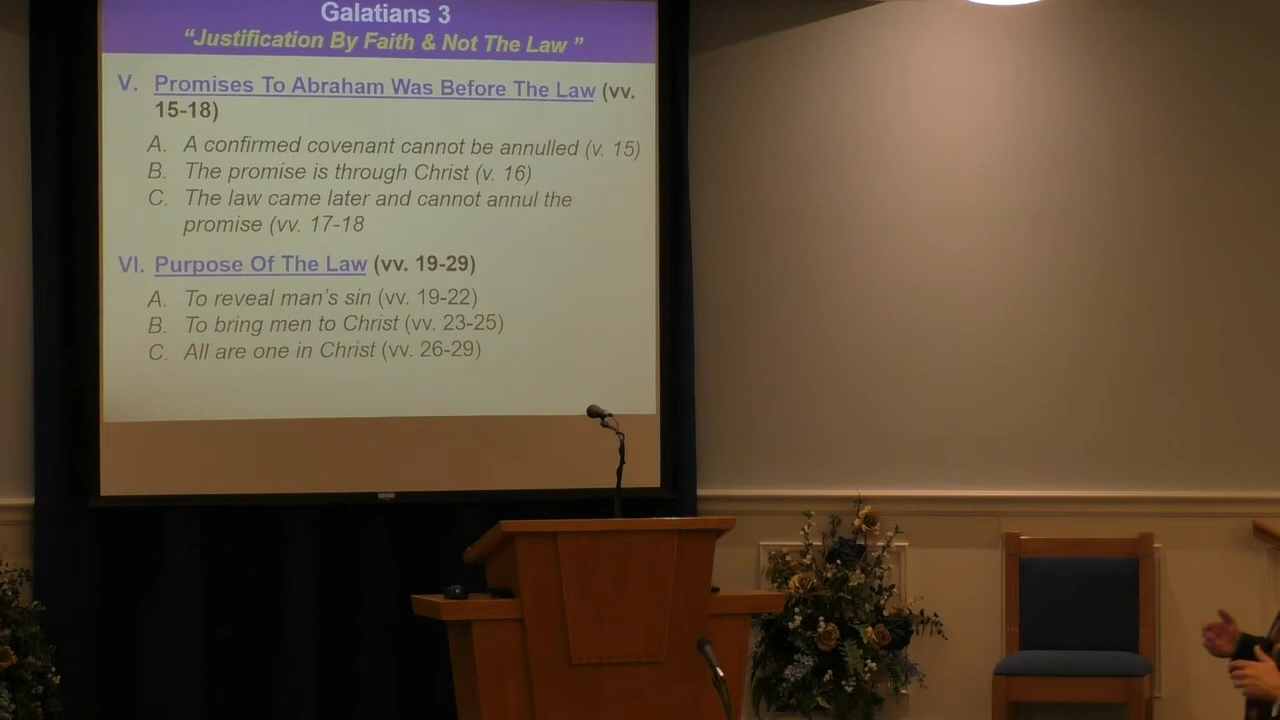 Galatians 3
“Justification By Faith & Not The Law ”
V. Promises To Abraham Was Before The Law (vv.
15-18)
A. A confirmed covenant cannot be annulled (v. 15)
B. The promise is through Christ (v. 16)
C. The law came later and cannot annul the
promise (vv. 17-18
VI. Purpose Of The Law (vv. 19-29)
A. To reveal man’s sin (vv. 19-22)
B. To bring men to Christ (vv. 23-25)
C. All are one in Christ (vv. 26-29)